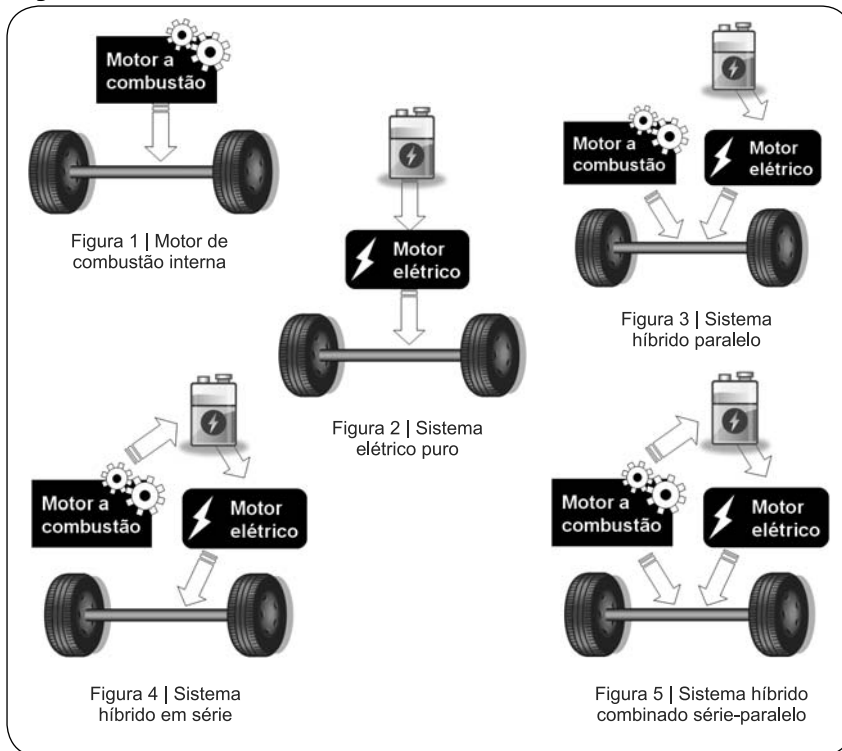 Motor a
combustão
Figura 1 | Motor de
combustão interna
Motor
elétrico
Figura 2 | Sistema
elétrico puro
Motor a
combustão
Motor
elétrico
Figura 3 | Sistema
híbrido paralelo
Motor a
combustão
Motor
elétrico
Figura 4 | Sistema
híbrido em série
Motor a
combustão
Motor
elétrico
Figura 5 | Sistema híbrido
combinado série-paralelo